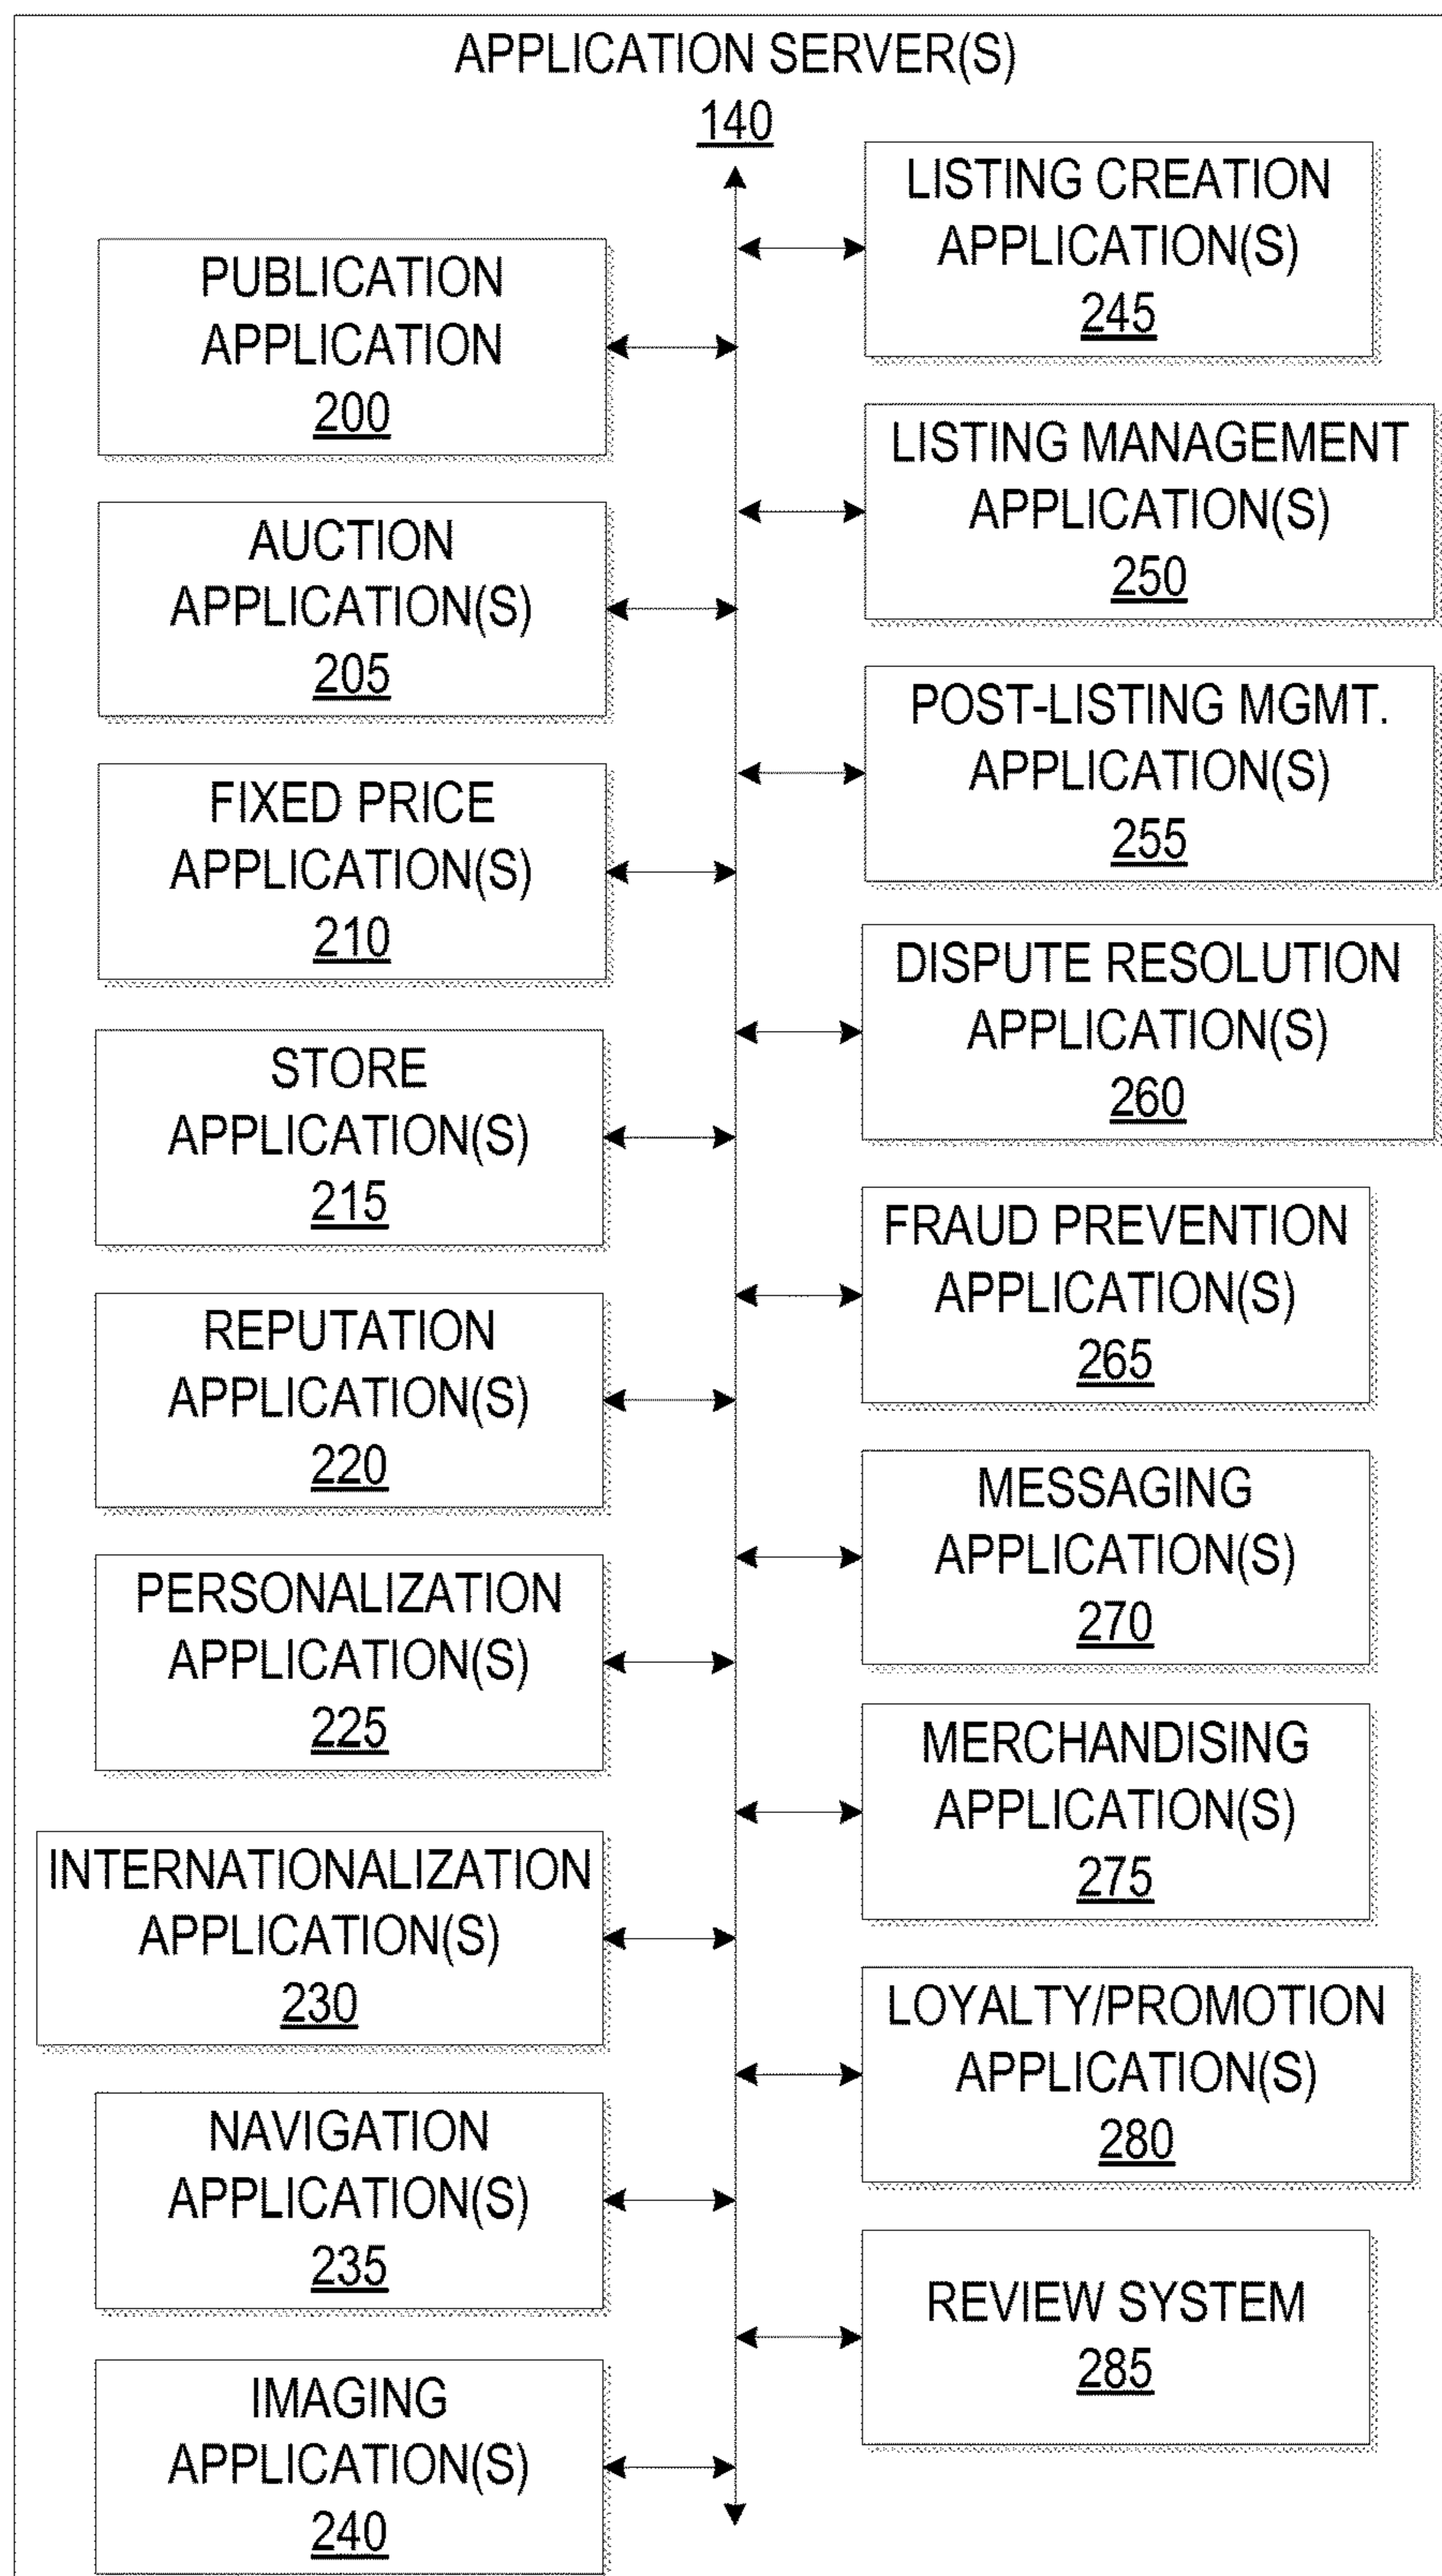 APPLICATION SERVER(S)
140
PUBLICATION
APPLICATION
200
AUCTION
APPLICATION(S)
205
FIXED PRICE
APPLICATION(S)
210
STORE
APPLICATION(S)
215
REPUTATION
APPLICATION(S)
220
PERSONALIZATION
APPLICATION(S)
225
INTERNATIONALIZATION
APPLICATION(S)
230
NAVIGATION
APPLICATION(S)
235
IMAGING
APPLICATION(S)
240
LISTING CREATION
APPLICATION(S)
245
LISTING MANAGEMENT
APPLICATION(S)
250
POST-LISTING MGMT.
APPLICATION(S)
255
DISPUTE RESOLUTION
APPLICATION(S)
260
FRAUD PREVENTION
APPLICATION(S)
265
MESSAGING
APPLICATION(S)
270
MERCHANDISING
APPLICATION(S)
275
LOYALTY/PROMOTION
APPLICATION(S)
280
REVIEW SYSTEM
285